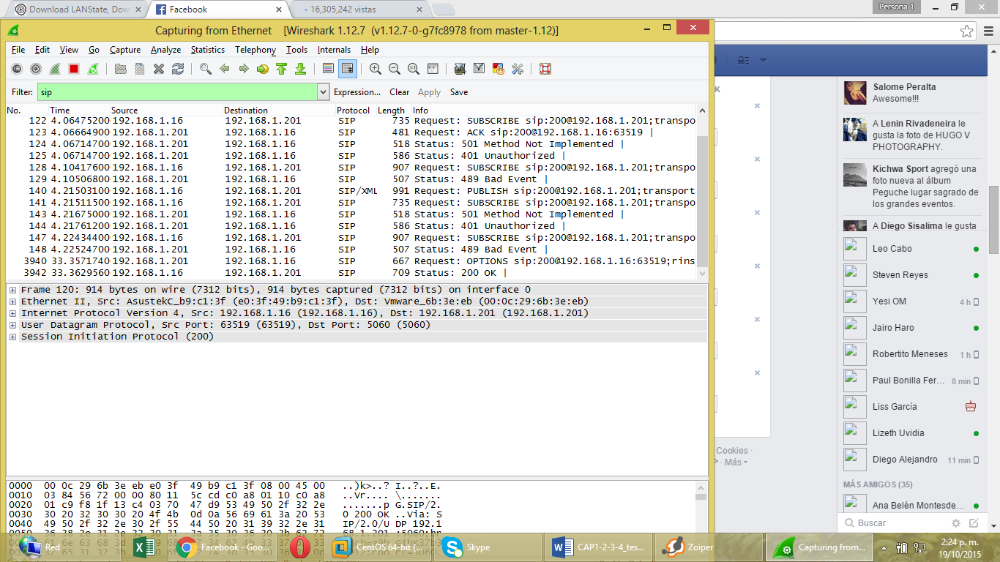 Download LANState, Dow
Facebook
16,305,242 vistas
Persona 1
Capturing from Ethernet [Wireshark 1.12.7 (v1.12.7-0-g7fc8978 from master-1.12)]
File Edit View Go Capture Analyze Statistics Telephony Tools Internals Help
Filter: sip Expression... Clear Apply Save
No. Time Source Destination Protocol Length Info
122 4.06475200 192.168.1.16 192.168.1.201 SIP 735 Request: SUBSCRIBE sip:200@192.168.1.201;transpo
123 4.06664900 192.168.1.201 192.168.1.16 SIP 481 Request: ACK sip:200@192.168.1.16:63519 |
124 4.06714700 192.168.1.201 192.168.1.16 SIP 518 Status: 501 Method Not Implemented |
125 4.06714700 192.168.1.201 192.168.1.16 SIP 586 Status: 401 Unauthorized |
128 4.10417600 192.168.1.16 192.168.1.201 SIP 907 Request: SUBSCRIBE sip:200@192.168.1.201;transpo
129 4.10506800 192.168.1.201 192.168.1.16 SIP 507 Status: 489 Bad Event |
140 4.21503100 192.168.1.16 192.168.1.201 SIP/XML 991 Request: PUBLISH sip:200@192.168.1.201;transport
141 4.21511500 192.168.1.16 192.168.1.201 SIP 735 Request: SUBSCRIBE sip:200@192.168.1.201;transpo
143 4.21675000 192.168.1.201 192.168.1.16 SIP 518 Status: 501 Method Not Implemented |
144 4.21761200 192.168.1.201 192.168.1.16 SIP 586 Status: 401 Unauthorized |
147 4.22434400 192.168.1.16 192.168.1.201 SIP 907 Request: SUBSCRIBE sip:200@192.168.1.201;transpo
148 4.22524700 192.168.1.201 192.168.1.16 SIP 507 Status: 489 Bad Event |
3940 33.3571740 192.168.1.201 192.168.1.16 SIP 667 Request: OPTIONS sip:200@192.168.1.16:63519;rins
3942 33.3629560 192.168.1.16 192.168.1.201 SIP 709 Status: 200 OK |
Frame 120: 914 bytes on wire (7312 bits), 914 bytes captured (7312 bits) on interface 0
Ethernet II, Src: AsustekC_b9:c1:3f (e0:3f:49:b9:c1:3f), Dst: Vmware_6b:3e:eb (00:0c:29:6b:3e:eb)
Internet Protocol Version 4, Src: 192.168.1.16 (192.168.1.16), Dst: 192.168.1.201 (192.168.1.201)
User Datagram Protocol, Src Port: 63519 (63519), Dst Port: 5060 (5060)
Session Initiation Protocol (200)
0000 00 0c 29 6b 3e eb e0 3f 49 b9 c1 3f 08 00 45 00 ..)k>..? I..?..E.
0010 03 84 56 72 00 00 80 11 5c cd c0 a8 01 10 c0 a8 ..Vr.... \.......
0020 01 c9 f8 1f 13 c4 03 70 47 d9 53 49 50 2f 32 2e .......p G.SIP/2.
0030 30 20 32 30 30 20 4f 4b 0d 0a 56 69 61 3a 20 53 0 200 OK ..Via: S
0040 49 50 2f 32 2e 30 2f 55 44 50 20 31 39 32 2e 31 IP/2.0/U DP 192.1
K
Cookies ·
· Más
Salome Peralta
Awesome!!!
A Lenin Rivadeneira le
gusta la foto de HUGO V
PHOTOGRAPHY.
Kichwa Sport agregó una
foto nueva al álbum
Peguche lugar sagrado de
los grandes eventos.
A Diego Sisalima le gusta
Leo Cabo
Steven Reyes
Yesi OM 4 h
Jairo Haro
Robertito Meneses 1 h
Paul Bonilla Fer... 8 min
Liss García
Lizeth Uvidia
Diego Alejandro 11 min
MÁS AMIGOS (35)
Ana Belén Montesde...
Buscar
Red
Facebook - Goo...
CentOS 64-bit (...
Skype
CAP1-2-3-4_tes...
Zoiper
Capturing from...
2:24 p. m.
19/10/2015